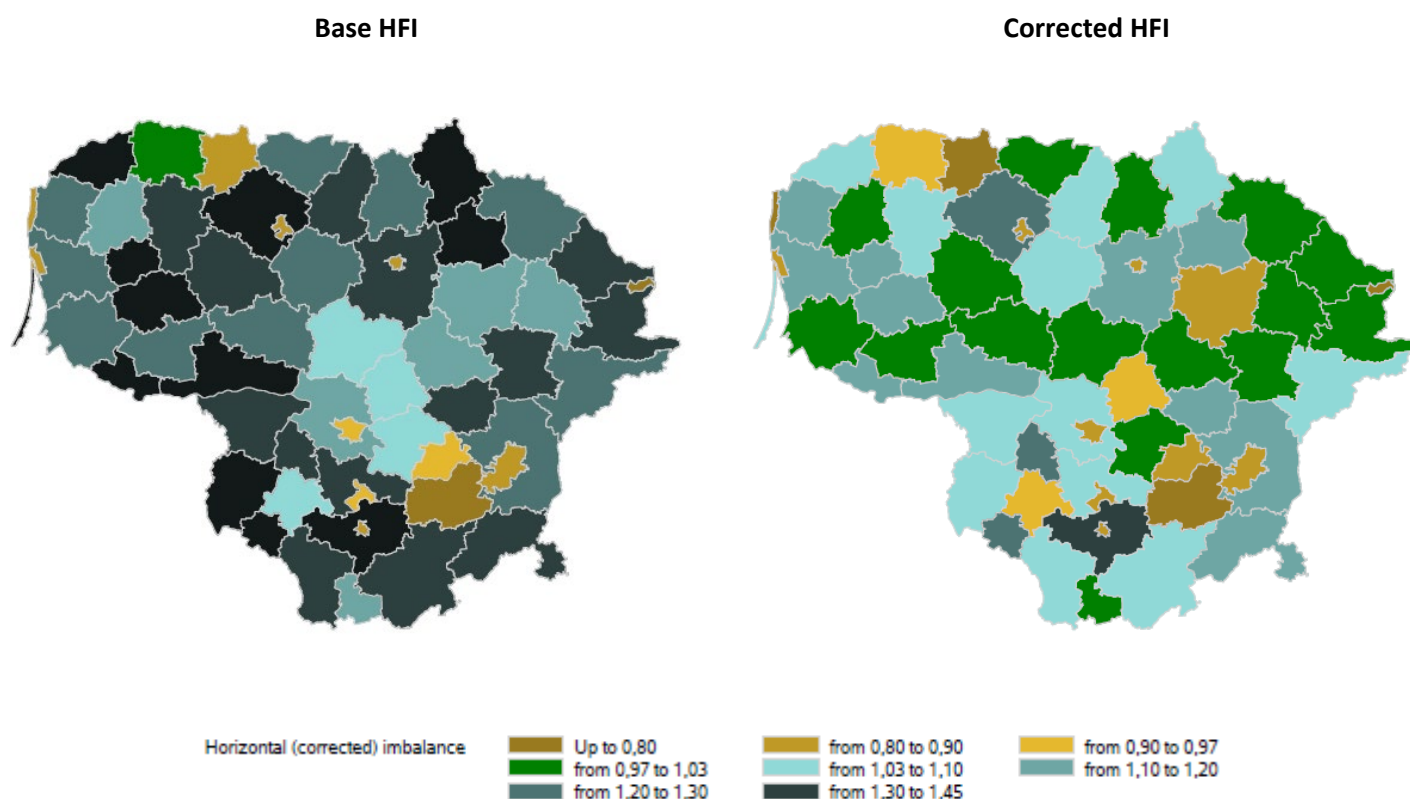 Base HFI
Corrected HFI
Horizontal (corrected) imbalance
Up to 0,80
from 0,80 to 0,90
from 0,90 to 0,97
from 0,97 to 1,03
from 1,03 to 1,10
from 1,10 to 1,20
from 1,20 to 1,30
from 1,30 to 1,45